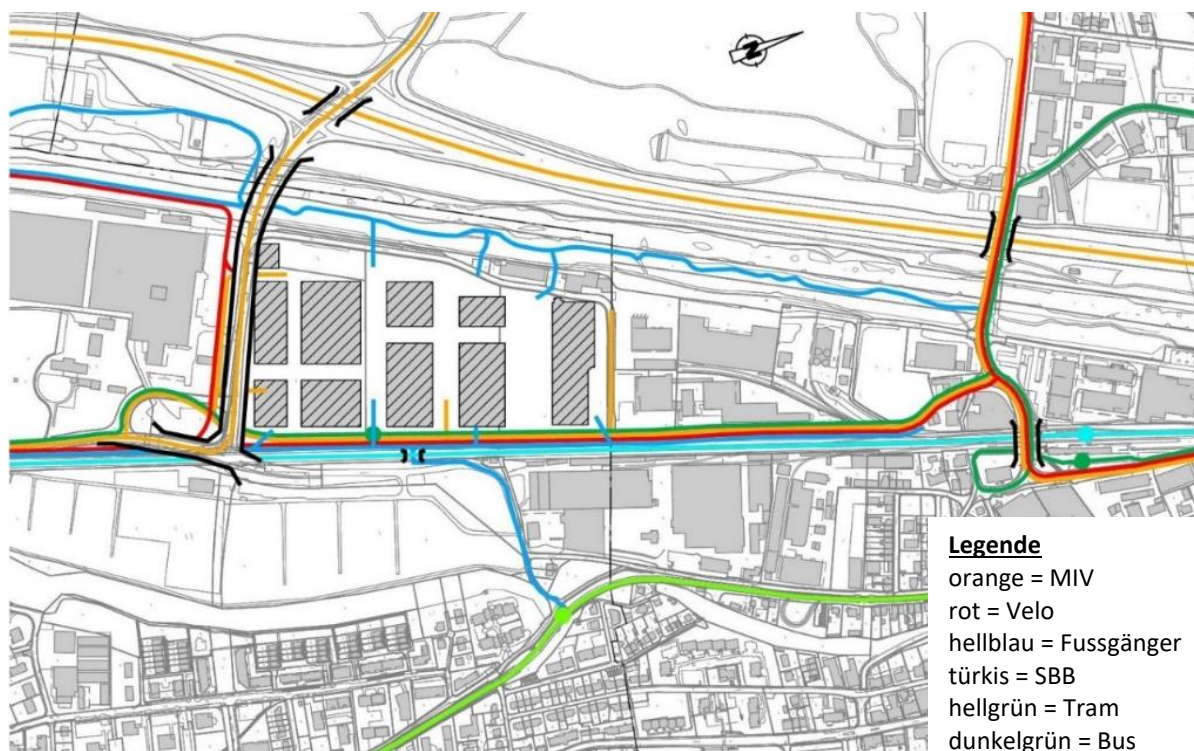 N
Legende
orange = MIV
rot = Velo
hellblau = Fussgänger
türkis = SBB
hellgrün = Tram
dunkelgrün = Bus